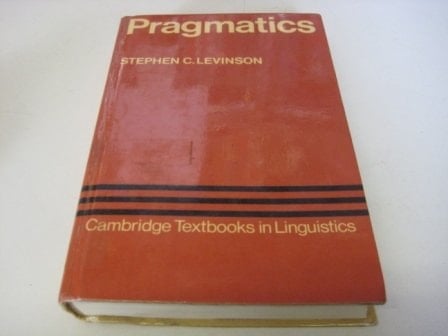 Pragmatics
STEPHEN C. LEVINSON
Cambridge Textbooks in Linguistics